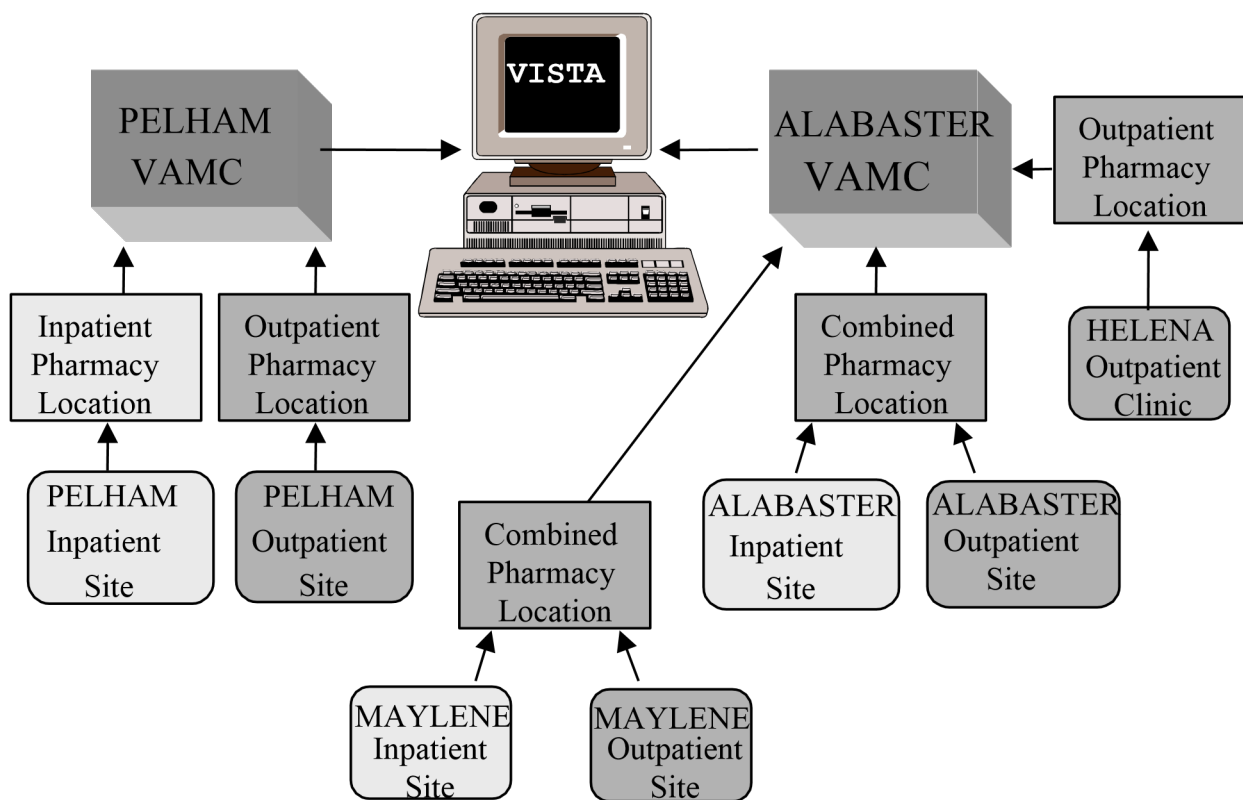 VISTA
PELHAM
VAMC
ALABASTER
VAMC
Outpatient
Pharmacy
Location
Inpatient
Pharmacy
Location
Outpatient
Pharmacy
Location
Combined
Pharmacy
Location
HELENA
Outpatient
Clinic
PELHAM
Inpatient
Site
PELHAM
Outpatient
Site
Combined
Pharmacy
Location
ALABASTER
Inpatient
Site
ALABASTER
Outpatient
Site
MAYLENE
Inpatient
Site
MAYLENE
Outpatient
Site